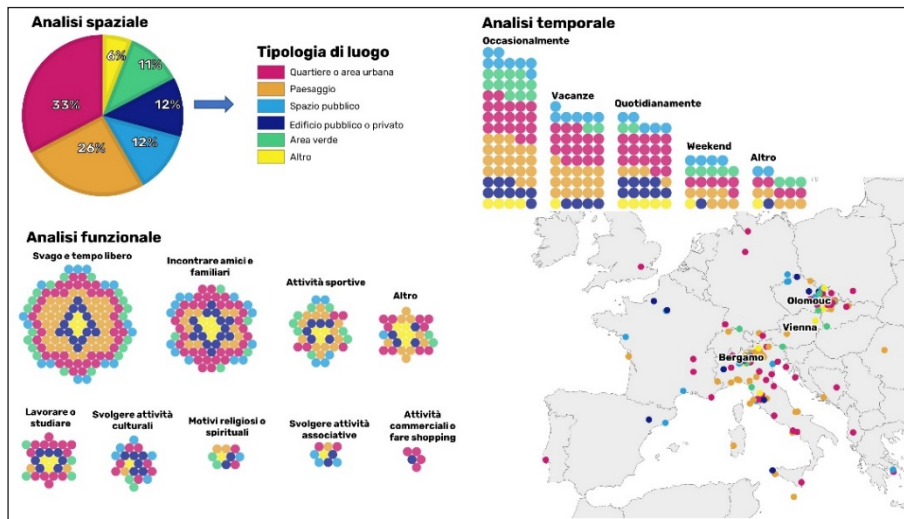 Analisi spaziale
6%
11%
33%
12%
26%
12%
Tipologia di luogo
Quartiere o area urbana
Paesaggio
Spazio pubblico
Edificio pubblico o privato
Area verde
Altro
Analisi temporale
Occasionalmente
Vacanze
Quotidianamente
Weekend
Altro
Analisi funzionale
Svago e tempo libero
Incontrare amici e
familiari
Attività sportive
Altro
Lavorare o
studiare
Svolgere attività
culturali
Motivi religiosi o
spirituali
Svolgere attività
associative
Attività
commerciali o
fare shopping
Olomouc
Vienna
Bergamo